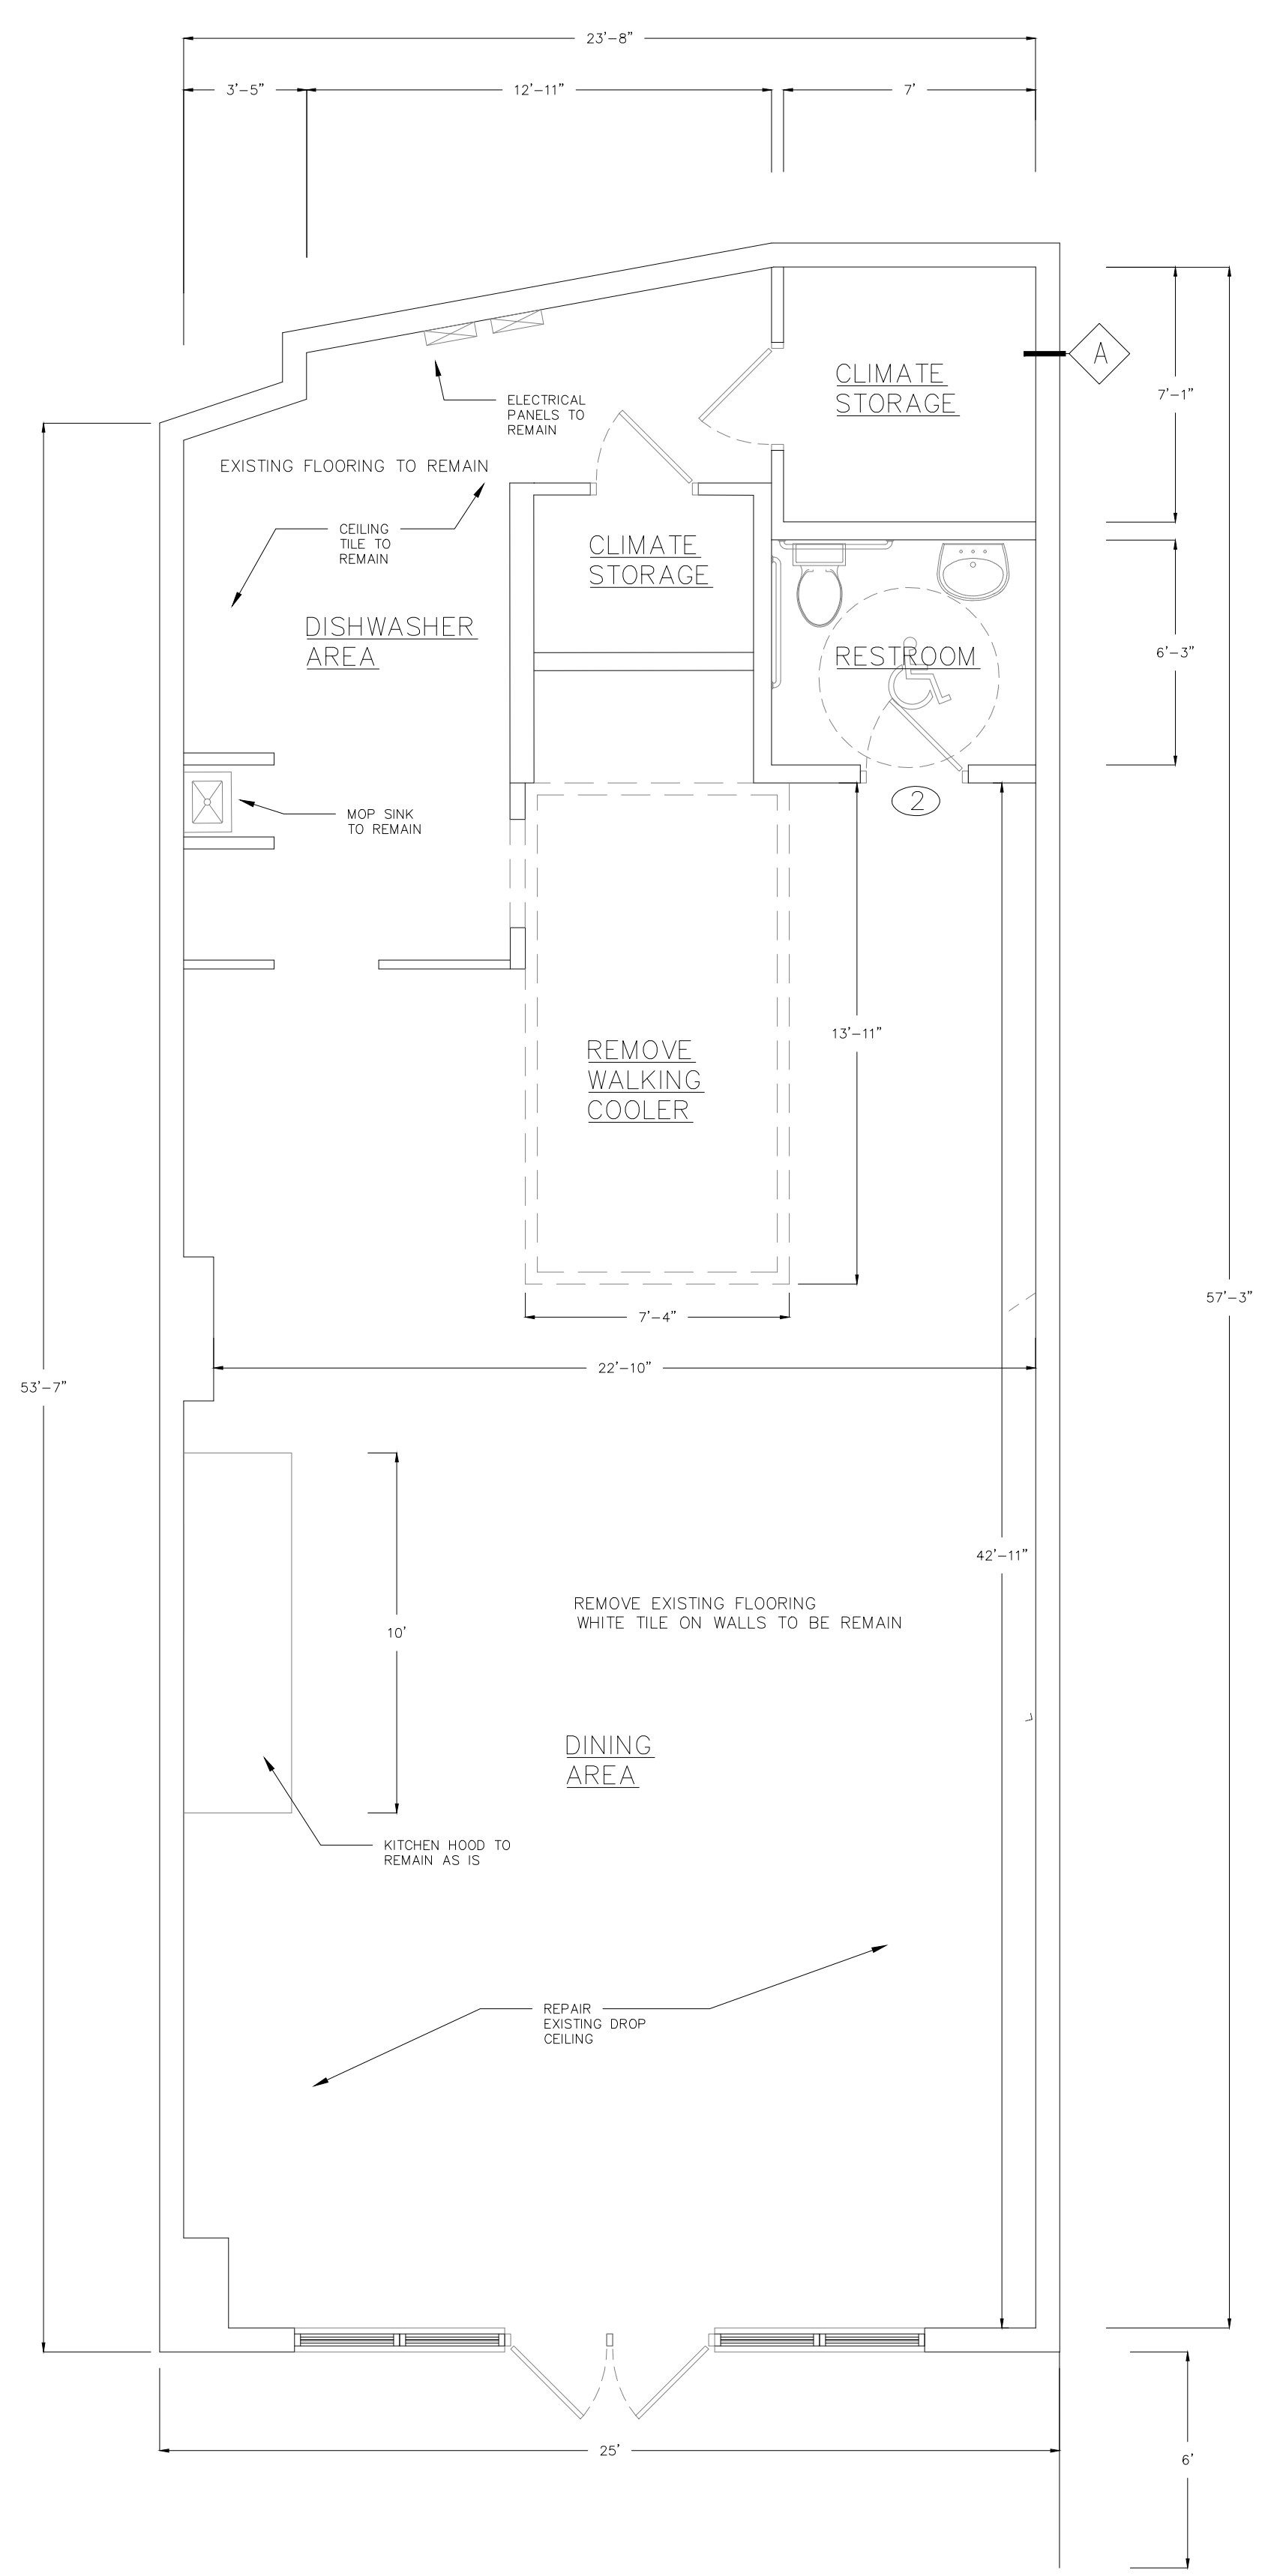 23'-8"
3'-5"
12'-11"
7'
A
CLIMATE
STORAGE
7'-1"
ELECTRICAL
PANELS TO
REMAIN
EXISTING FLOORING TO REMAIN
CEILING
TILE TO
REMAIN
CLIMATE
STORAGE
DISHWASHER
AREA
RESTROOM
6'-3"
2
MOP SINK
TO REMAIN
13'-11"
REMOVE
WALKING
COOLER
57'-3"
7'-4"
22'-10"
53'-7"
42'-11"
REMOVE EXISTING FLOORING
WHITE TILE ON WALLS TO BE REMAIN
10'
DINING
AREA
KITCHEN HOOD TO
REMAIN AS IS
REPAIR
EXISTING DROP
CEILING
25'
6'